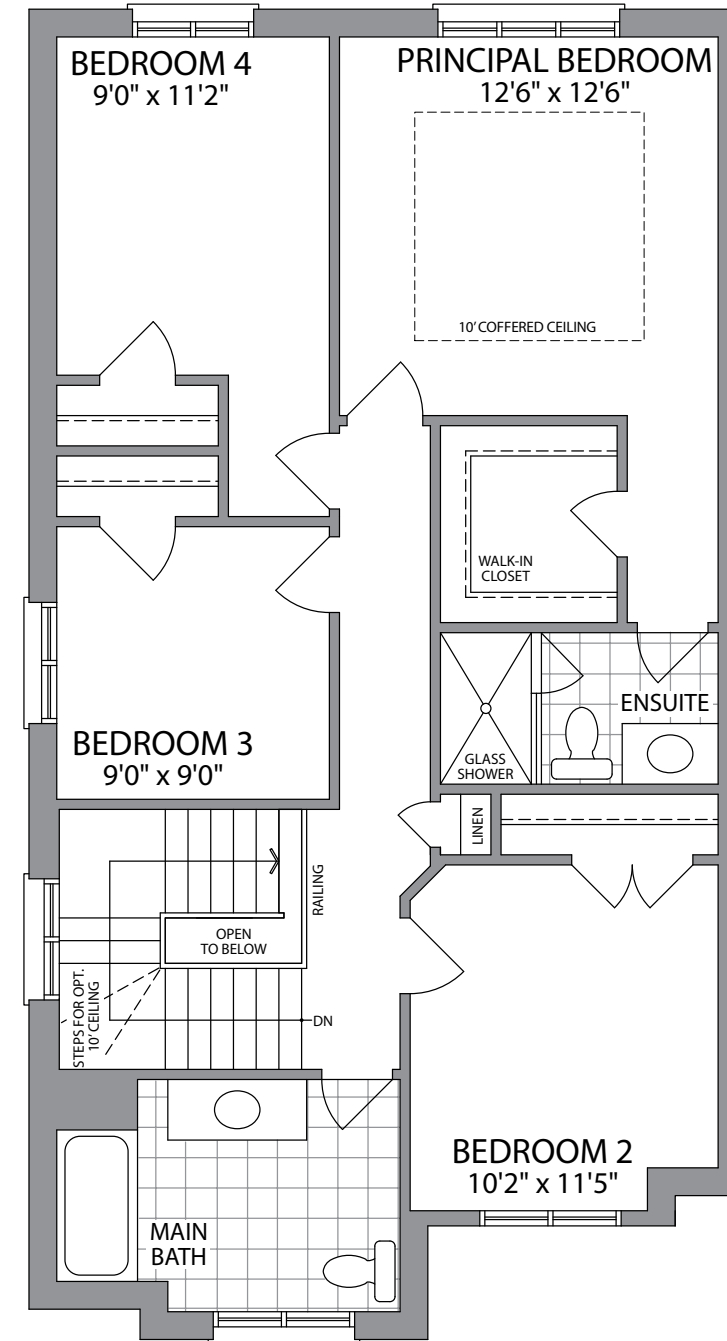 BEDROOM 4
9'0" x 11'2"
PRINCIPAL BEDROOM
12'6" x 12'6"
10' COFFERED CEILING
WALK-IN
CLOSET
BEDROOM 3
9'0" x 9'0"
ENSUITE
GLASS
SHOWER
LINEN
RAILING
OPEN
TO BELOW
STEPS FOR OPT.
10' CEILING
DN
BEDROOM 2
10'2" x 11'5"
MAIN
BATH